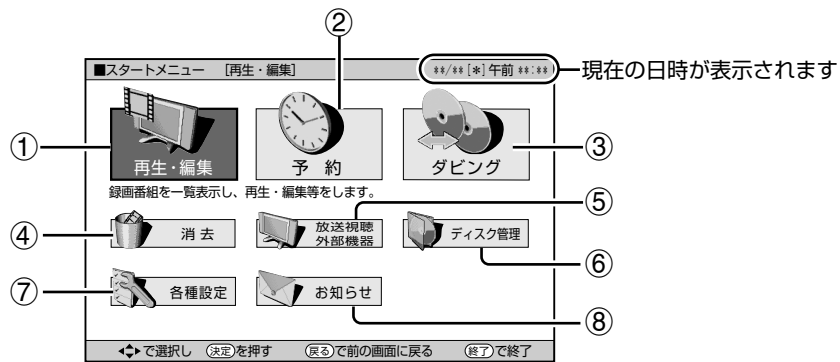 ②
■スタートメニュー [再生・編集] **/**[*]午前**:**
現在の日時が表示されます
①
再生・編集
予 約
ダビング
③
録画番組を一覧表示し、再生・編集等をします。
⑤
④
消 去
放送視聴
外部機器
ディスク管理
⑥
⑦
各種設定
お知らせ
⑧
で選択し 決定を押す 戻るで前の画面に戻る 終了で終了